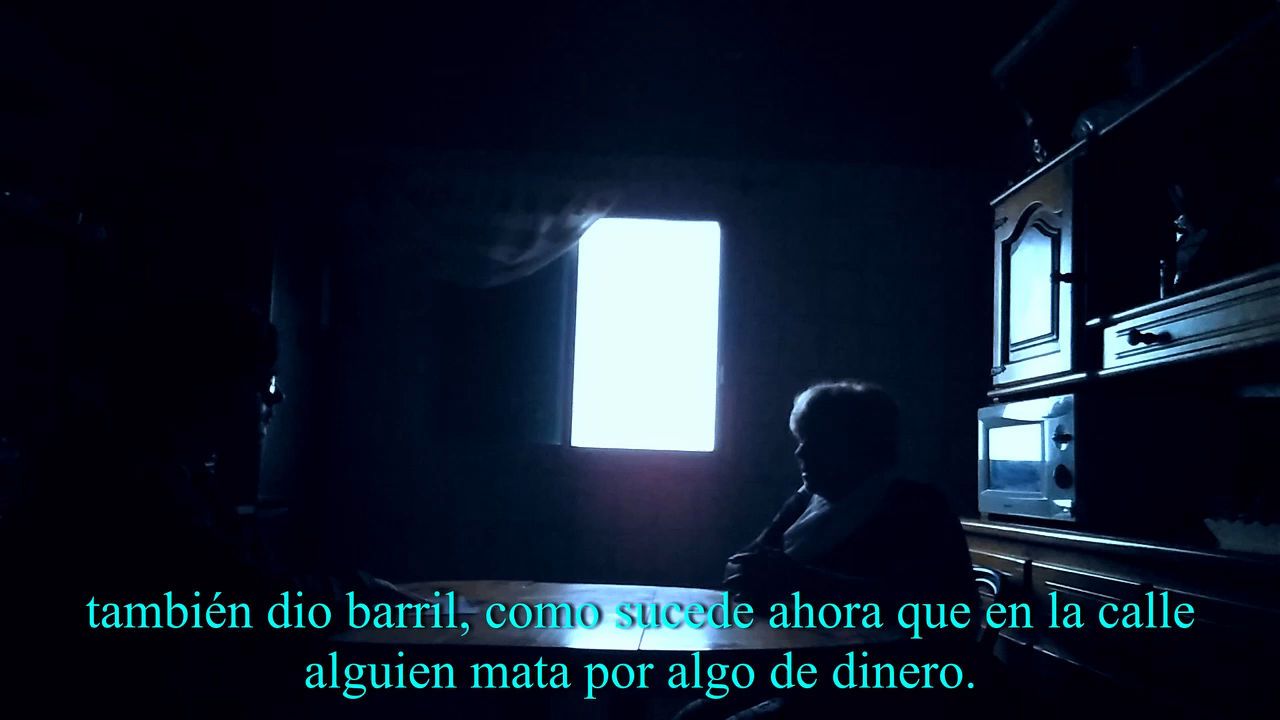 también dio barril, como sucede ahora que en la calle
alguien mata por algo de dinero.